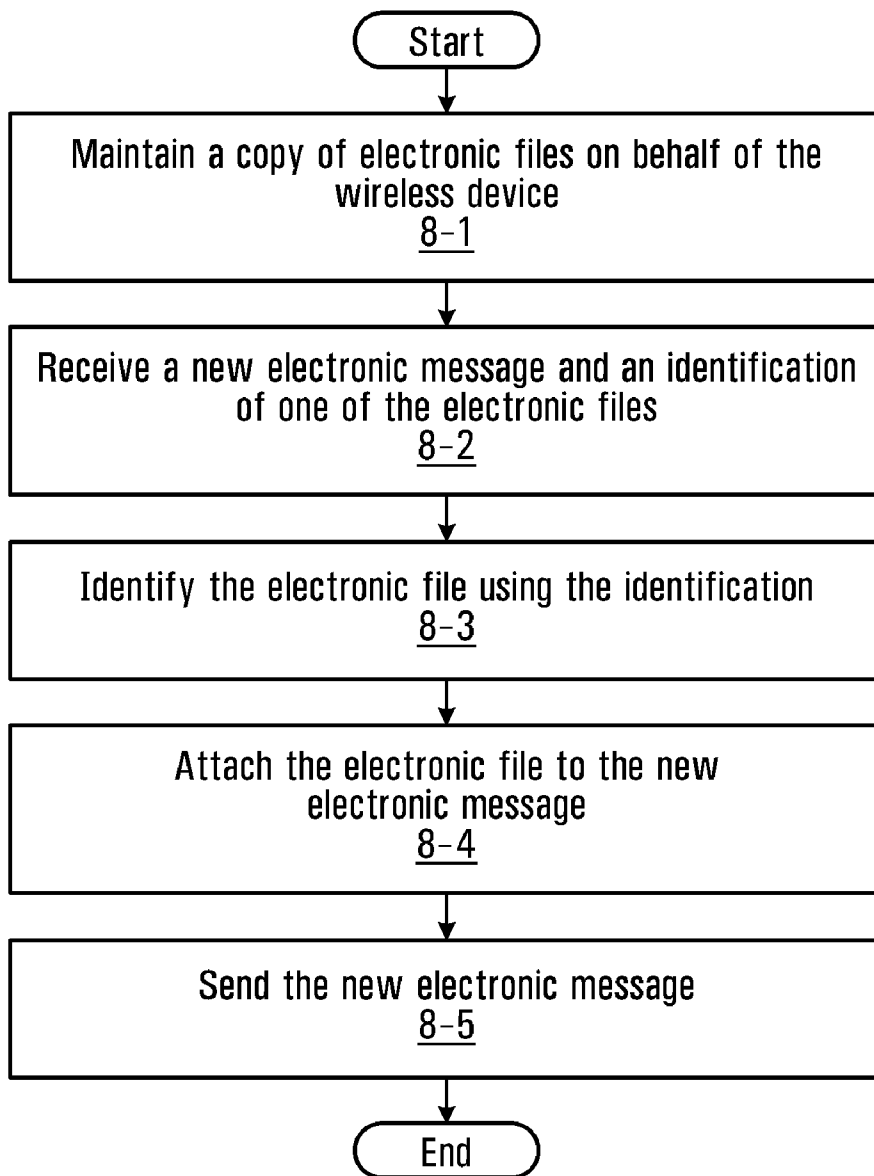 Start
Maintain a copy of electronic files on behalf of the
wireless device
8-1
Receive a new electronic message and an identification
of one of the electronic files
8-2
Identify the electronic file using the identification
8-3
Attach the electronic file to the new
electronic message
8-4
Send the new electronic message
8-5
End